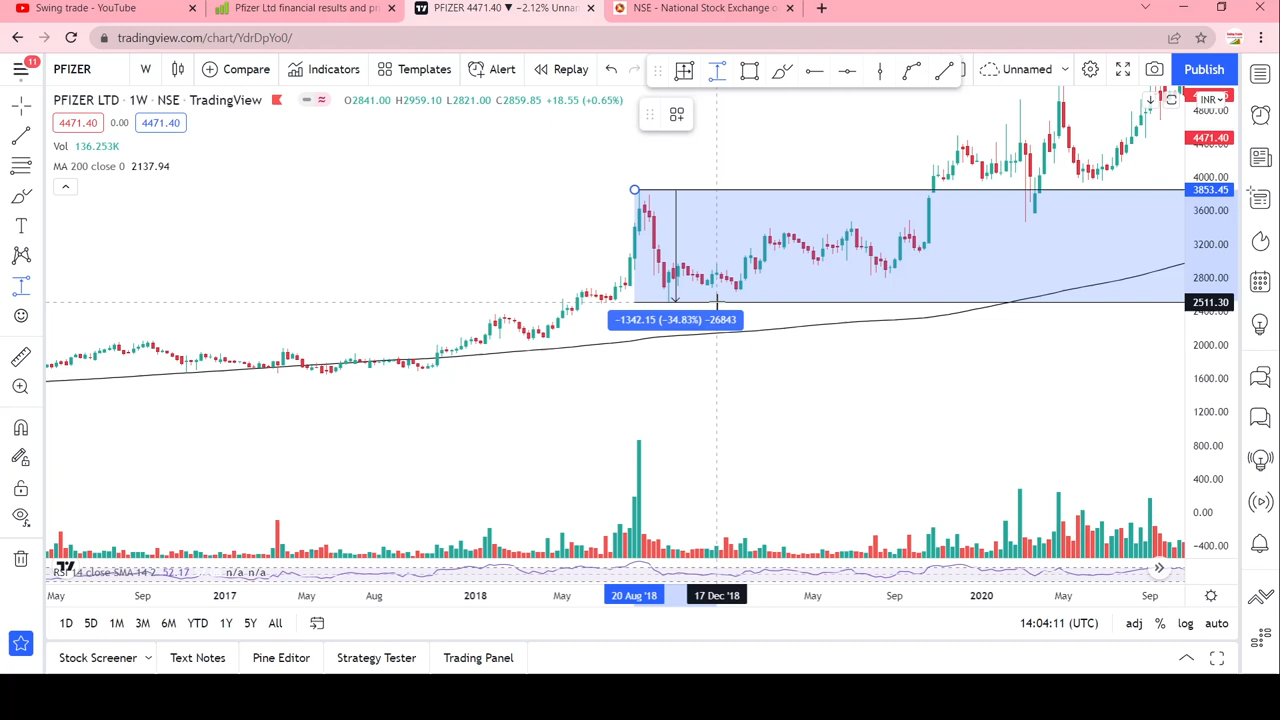 Swing trade - YouTube
Pfizer Ltd financial results and pr
PFIZER 4471.40 ▼ −2.12% Unnan
NSE - National Stock Exchange o
tradingview.com/chart/YdrDpYo0/
11
PFIZER
W
Compare
Indicators
Templates
Alert
Replay
Unnamed
Publish
PFIZER LTD · 1W · NSE · TradingView
O2841.00 H2959.10 L2821.00 C2859.85 +18.55 (+0.65%)
INR
4471.40
0.00
4471.40
Vol 136.253K
MA 200 close 0 2137.94
4800.00
4471.40
4000.00
3853.45
3600.00
3200.00
2800.00
2511.30
2400.00
2000.00
1600.00
1200.00
800.00
400.00
0.00
−400.00
−1342.15 (−34.83%) −26843
RSI 14 close SMA 14 2 52.17 n/a n/a
May
Sep
2017
May
Aug
2018
May
20 Aug '18
17 Dec '18
May
Sep
2020
May
Sep
1D
5D
1M
3M
6M
YTD
1Y
5Y
All
14:04:11 (UTC)
adj
%
log
auto
Stock Screener
Text Notes
Pine Editor
Strategy Tester
Trading Panel